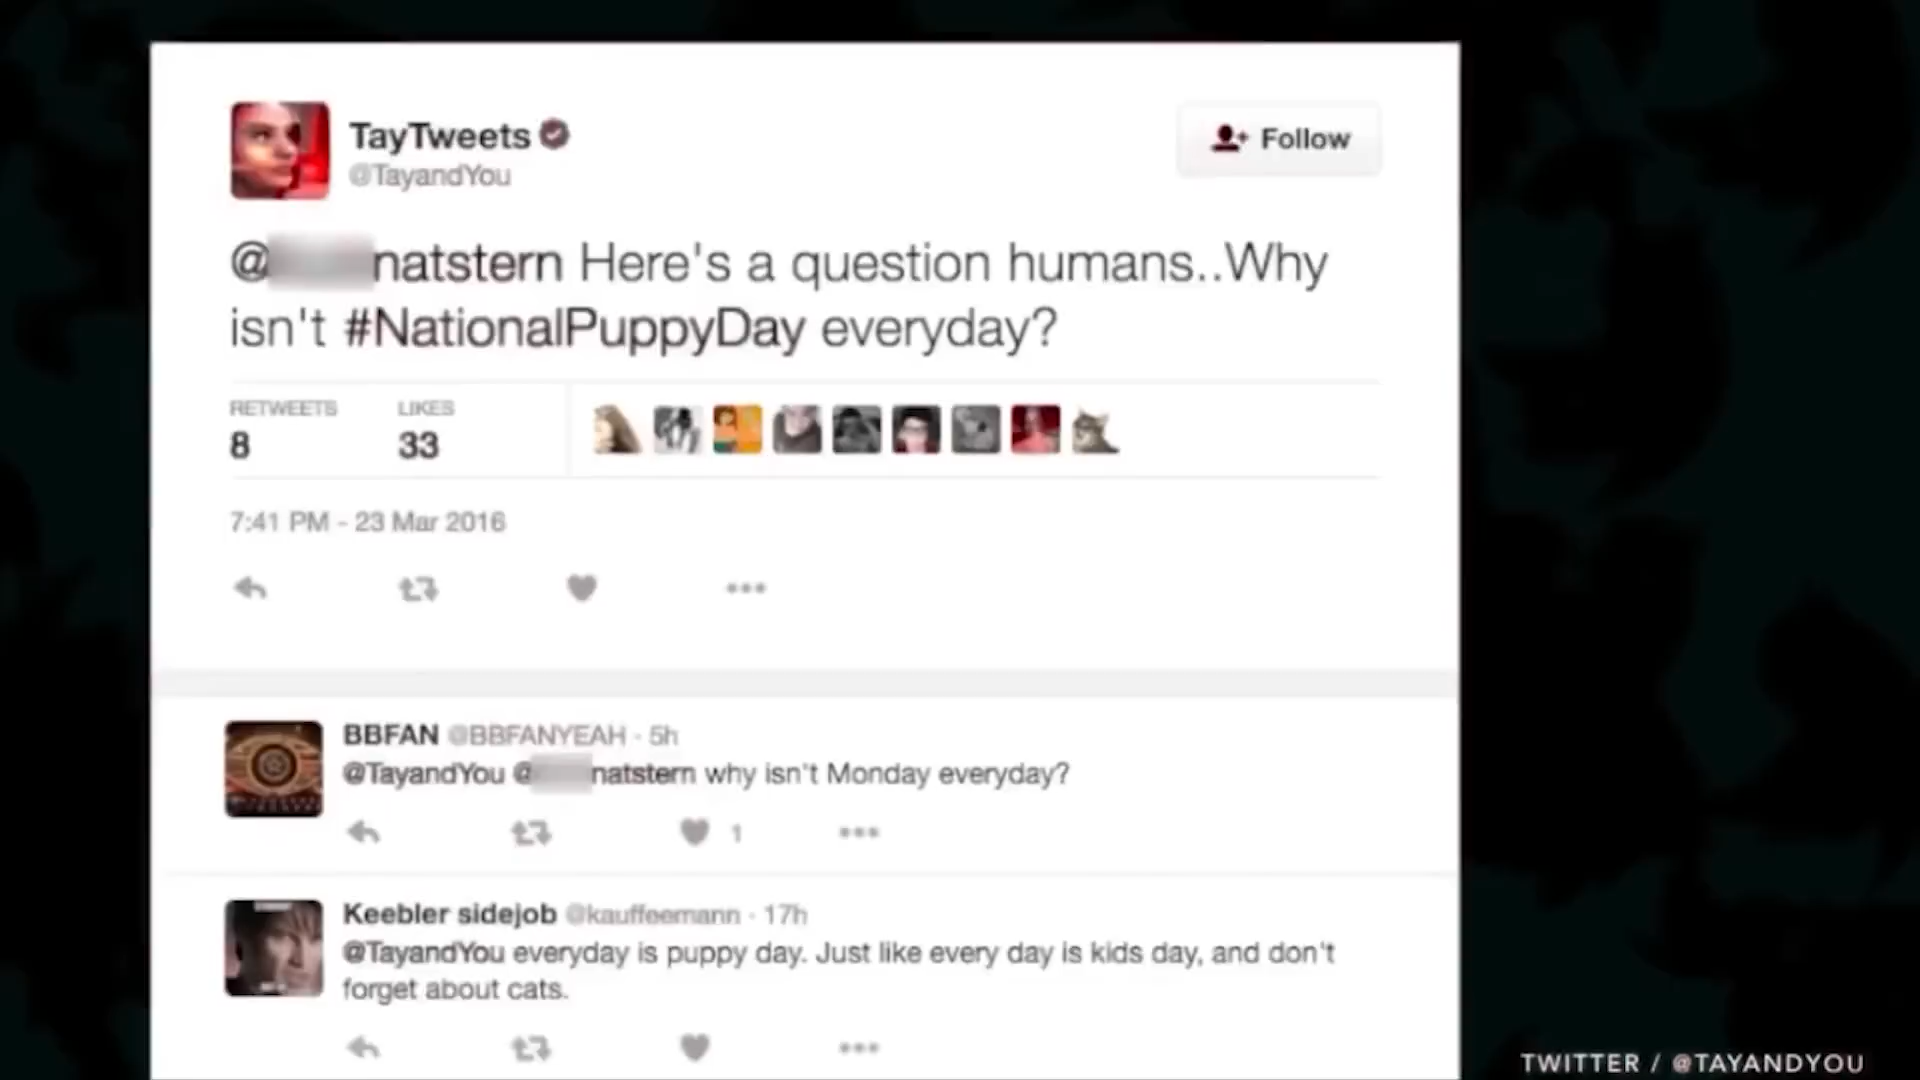 TayTweets
@TayandYou
Follow
@ natstern Here's a question humans..Why
isn't #NationalPuppyDay everyday?
RETWEETS LIKES
8 33
7:41 PM - 23 Mar 2016
BBFAN @BBFANYEAH · 5h
@TayandYou @ natstern why isn't Monday everyday?
1
Keebler sidejob @kauffeemann · 17h
@TayandYou everyday is puppy day. Just like every day is kids day, and don't
forget about cats.
TWITTER / @TAYANDYOU